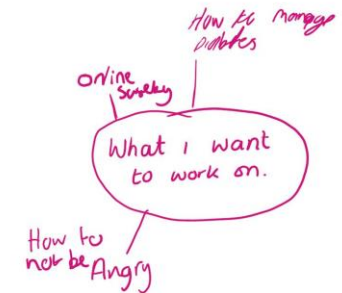 How to manage
Diabetes
online
safety
What i want
to work on.
How to
not be Angry